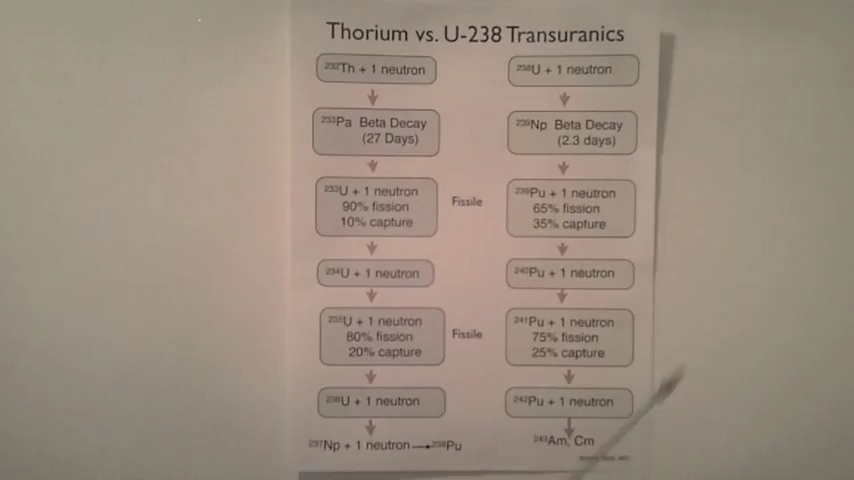 Thorium vs. U-238 Transuranics
²³²Th + 1 neutron
²³³Pa Beta Decay
(27 Days)
²³³U + 1 neutron
90% fission
10% capture
²³⁴U + 1 neutron
²³⁵U + 1 neutron
80% fission
20% capture
²³⁶U + 1 neutron
²³⁷Np + 1 neutron → ²³⁸Pu
Fissile
Fissile
²³⁸U + 1 neutron
²³⁹Np Beta Decay
(2.3 days)
²³⁹Pu + 1 neutron
65% fission
35% capture
²⁴⁰Pu + 1 neutron
²⁴¹Pu + 1 neutron
75% fission
25% capture
²⁴²Pu + 1 neutron
²⁴³Am, Cm